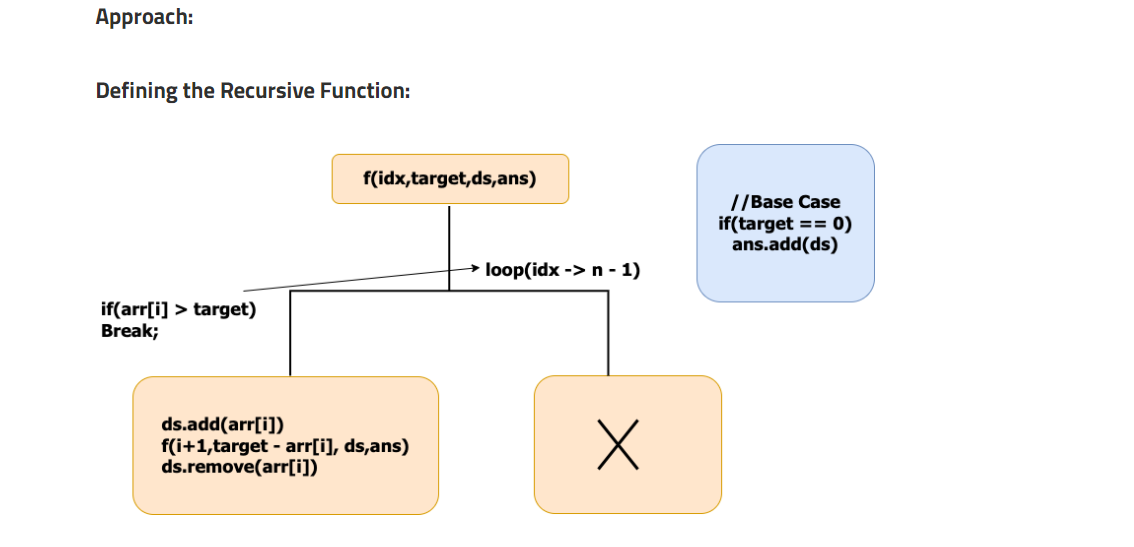 Approach:
Defining the Recursive Function:
f(idx,target,ds,ans)
//Base Case
if(target == 0)
ans.add(ds)
loop(idx -> n - 1)
if(arr[i] > target)
Break;
ds.add(arr[i])
f(i+1,target - arr[i], ds,ans)
ds.remove(arr[i])